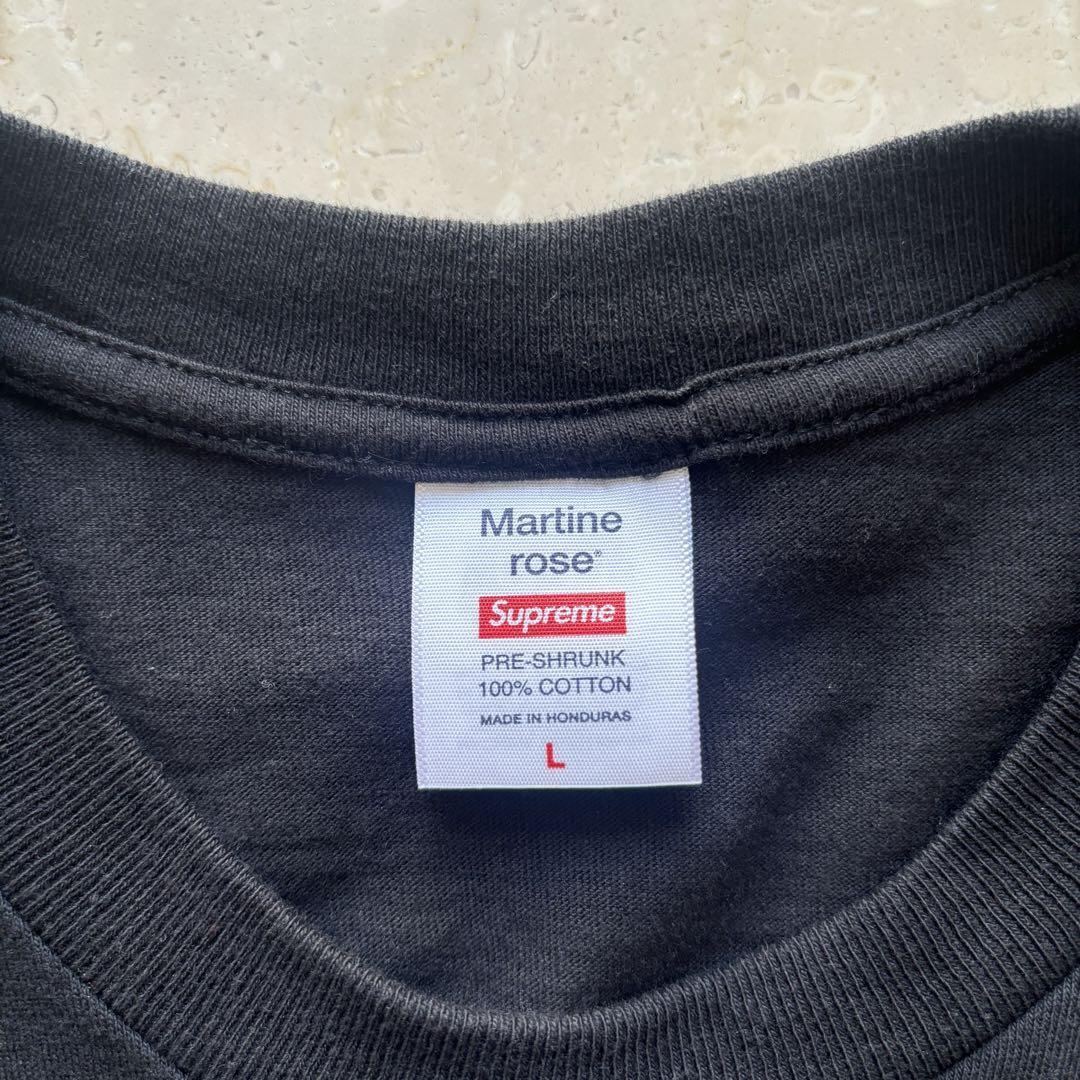 Martine
rose®
Supreme
PRE-SHRUNK
100% COTTON
MADE IN HONDURAS
L